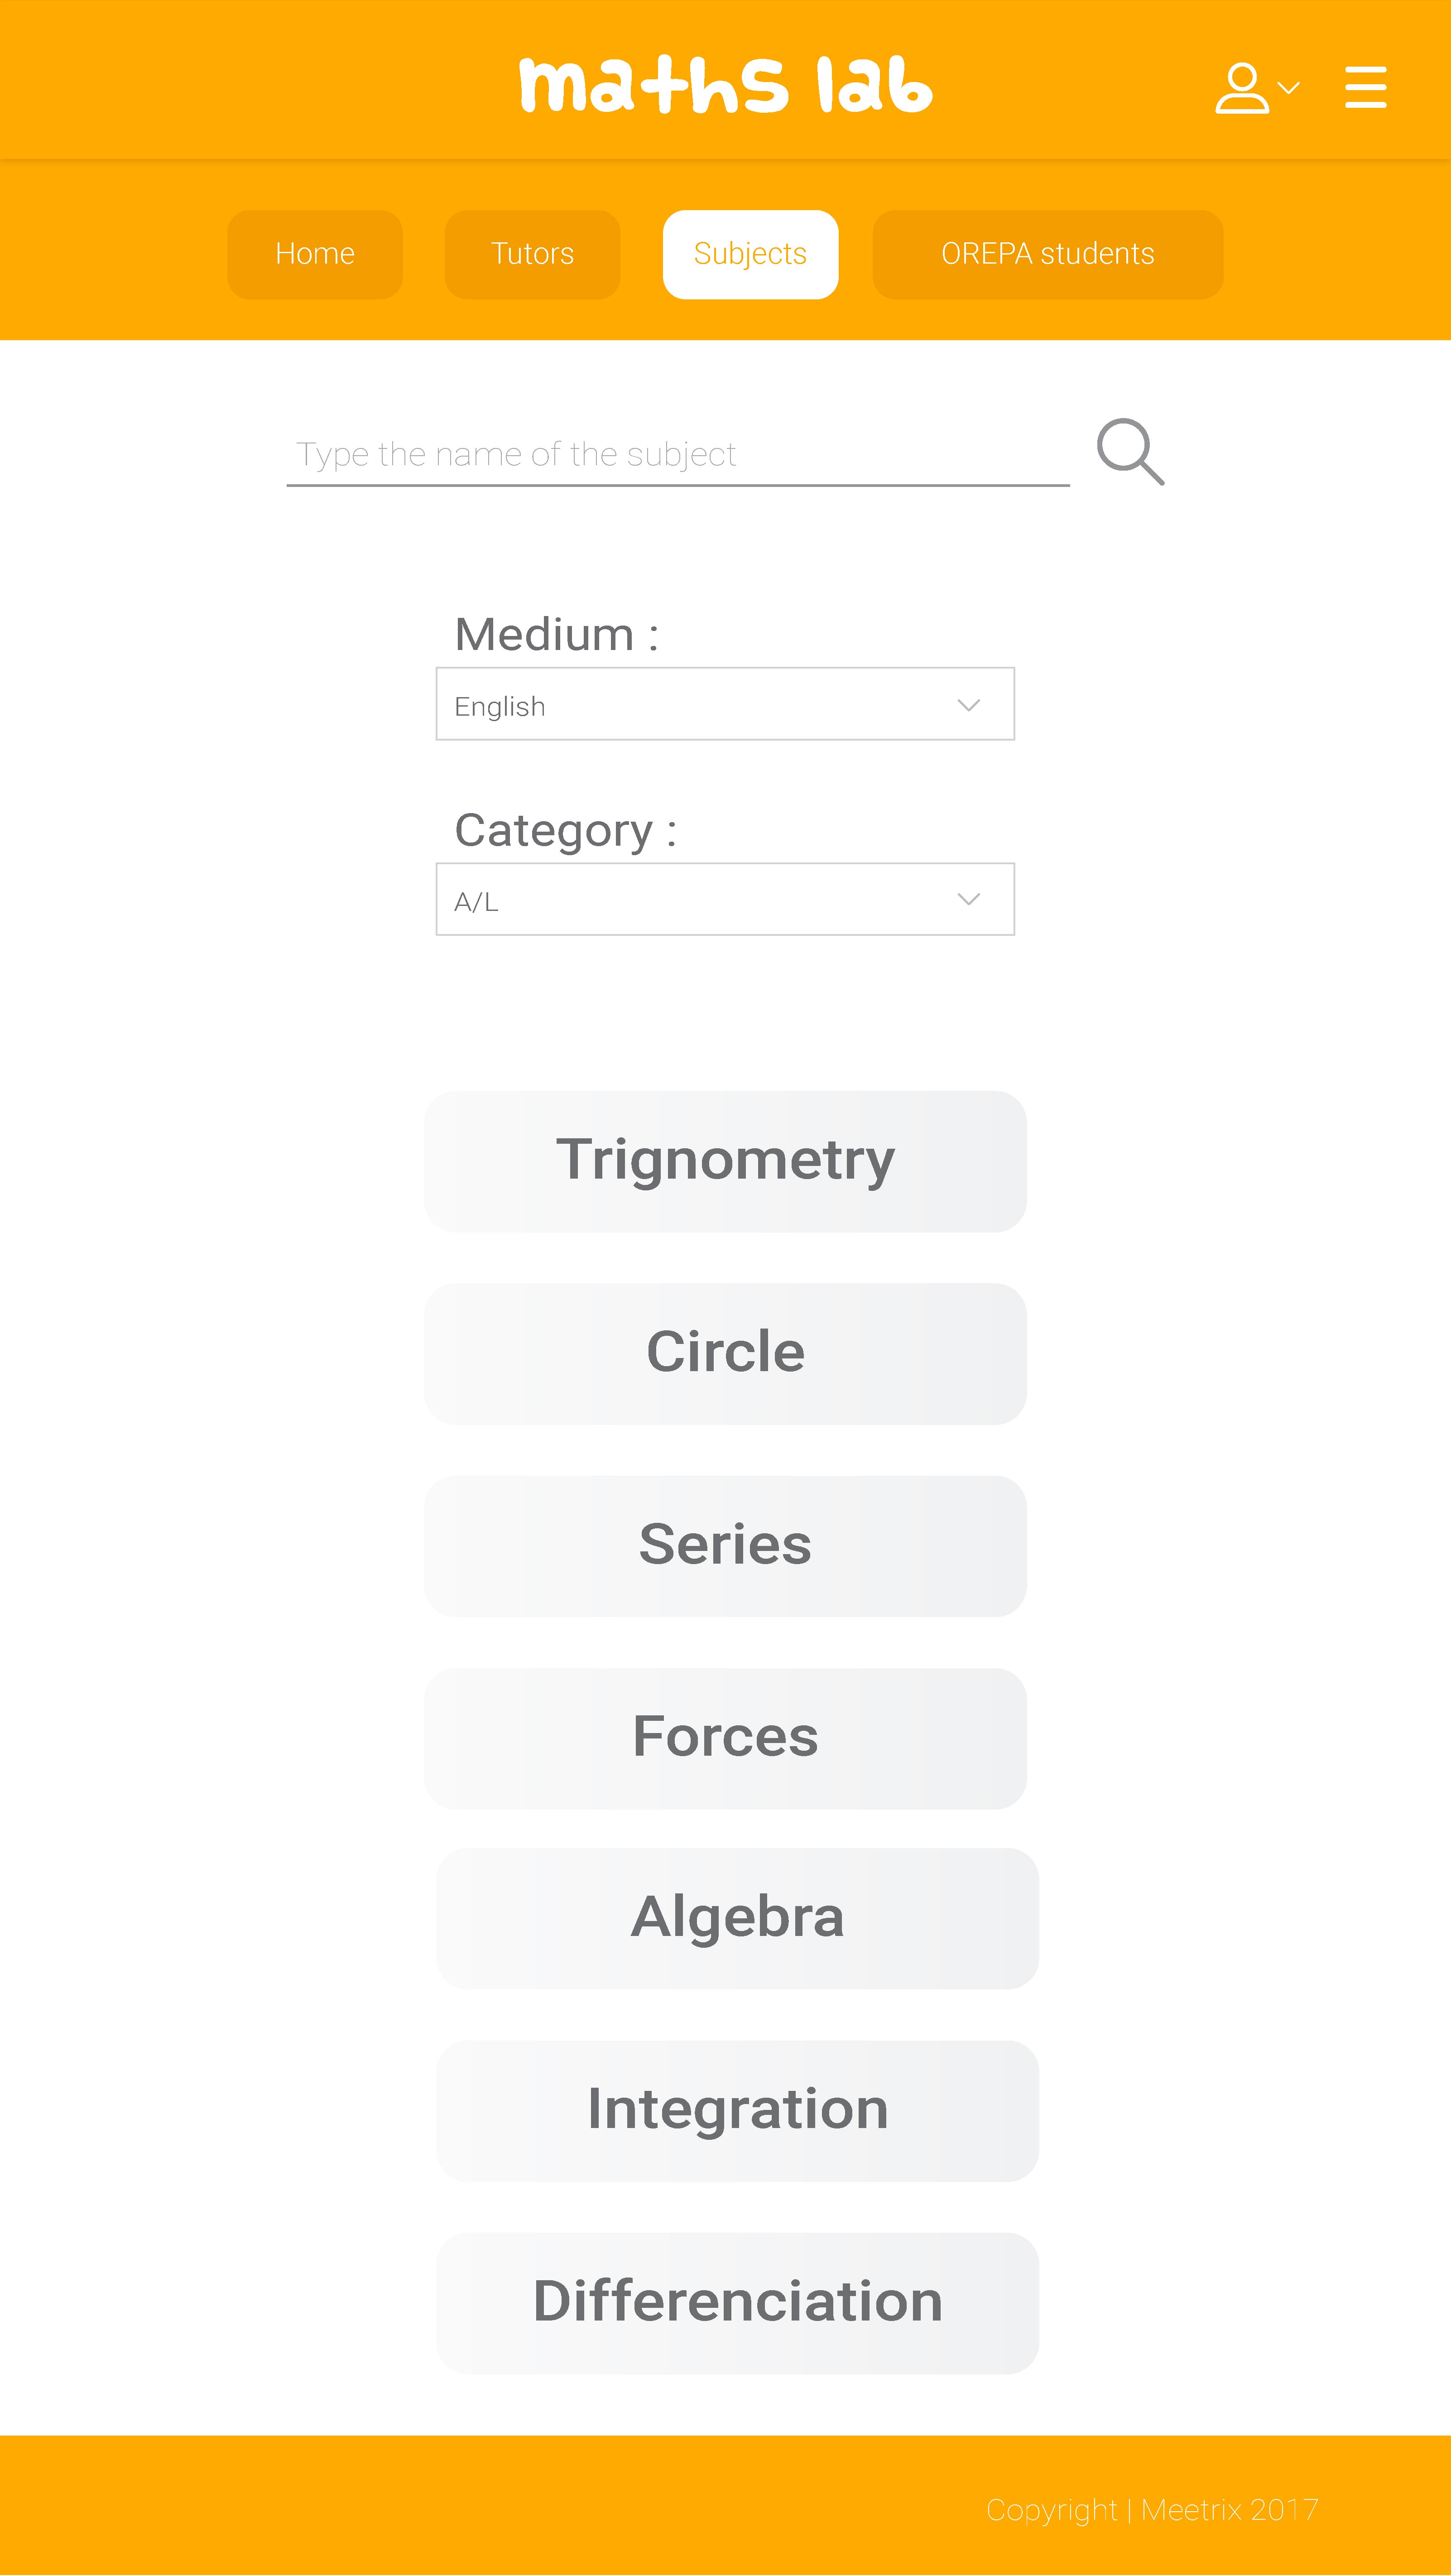 maths lab
Home Tutors Subjects OREPA students
Type the name of the subject
Medium :
English
Category :
A/L
Trignometry
Circle
Series
Forces
Algebra
Integration
Differenciation
Copyright | Meetrix 2017